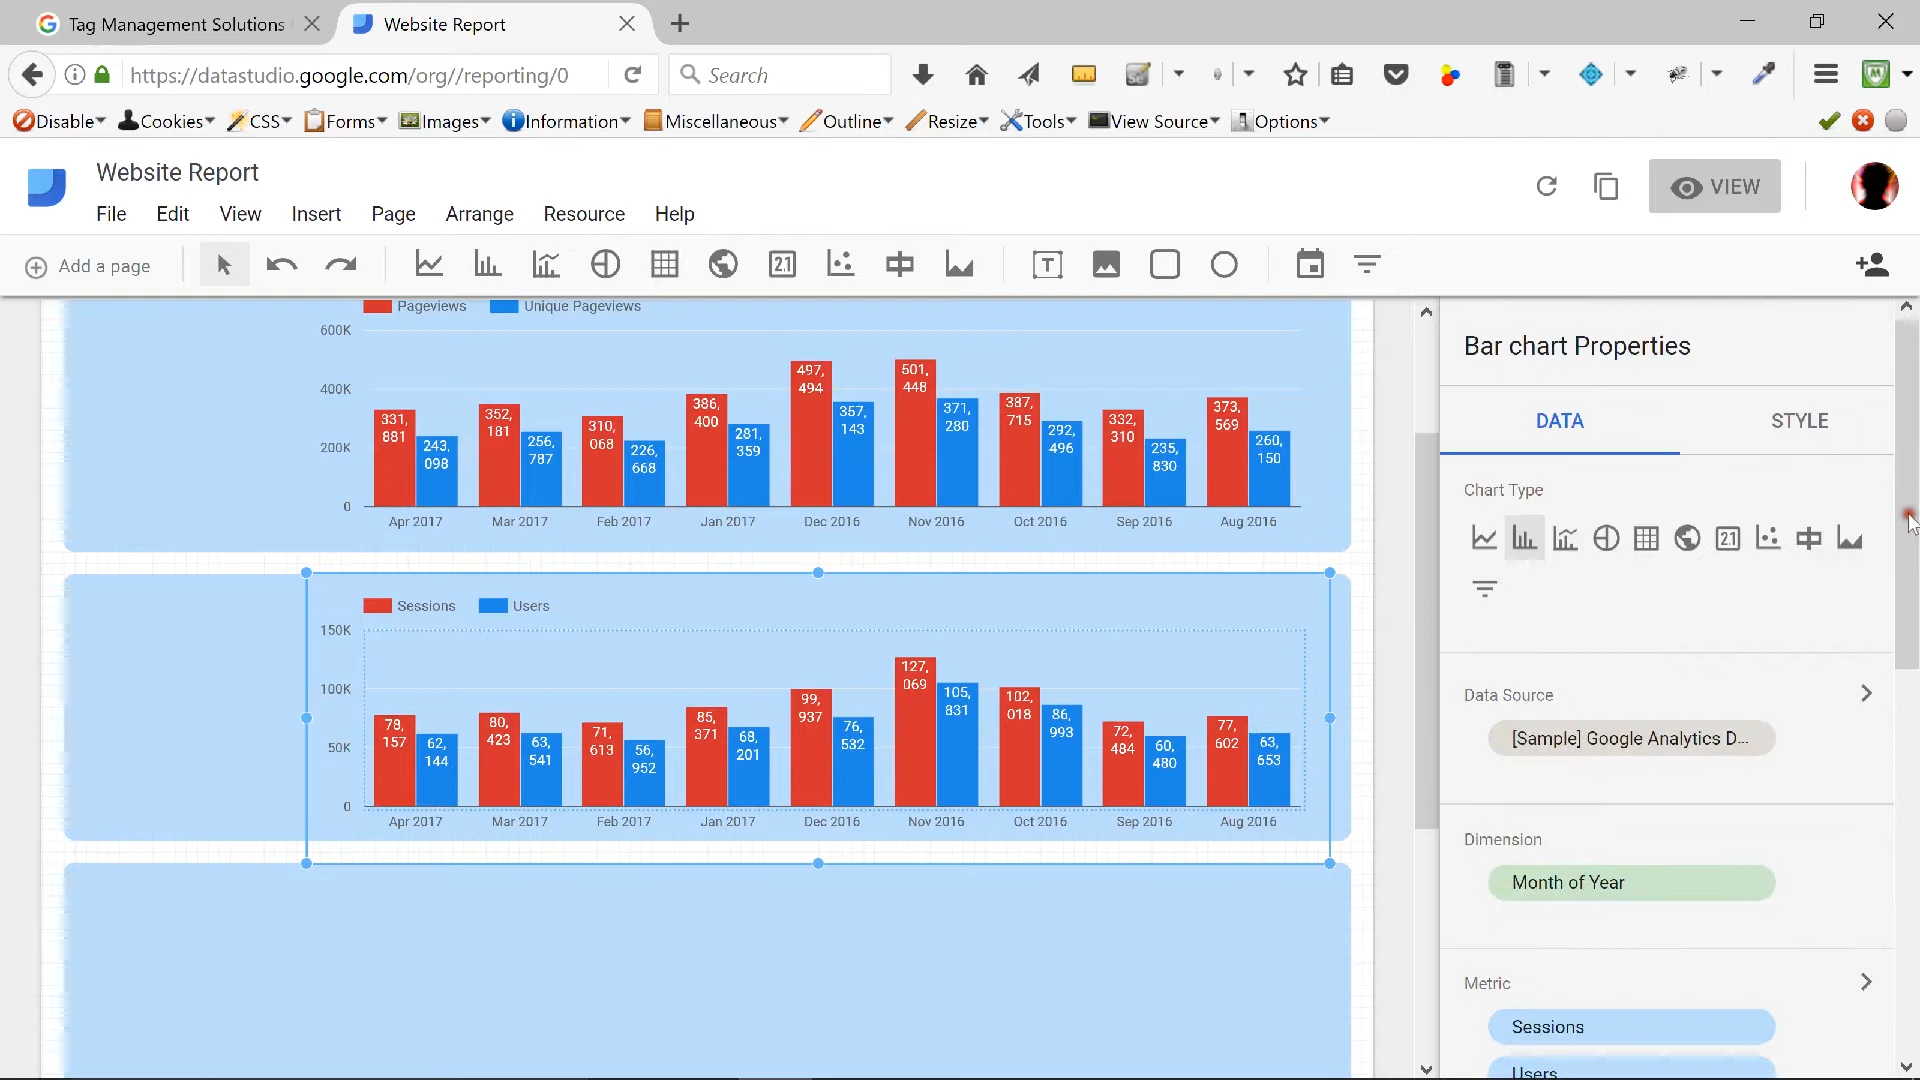 Tag Management Solutions
Website Report
https://datastudio.google.com/org//reporting/0
Search
Disable Cookies CSS Forms Images Information Miscellaneous Outline Resize Tools View Source Options
Website Report
VIEW
File Edit View Insert Page Arrange Resource Help
Add a page
21
Pageviews Unique Pageviews
600K
400K
200K
0
331,
881
243,
098
352,
181
256,
787
310,
068
226,
668
386,
400
281,
359
497,
494
357,
143
501,
448
371,
280
387,
715
292,
496
332,
310
235,
830
373,
569
260,
150
Apr 2017 Mar 2017 Feb 2017 Jan 2017 Dec 2016 Nov 2016 Oct 2016 Sep 2016 Aug 2016
Sessions Users
150K
100K
50K
0
78,
157
62,
144
80,
423
63,
541
71,
613
56,
952
85,
371
68,
201
99,
937
76,
532
127,
069
105,
831
102,
018
86,
993
72,
484
60,
480
77,
602
63,
653
Apr 2017 Mar 2017 Feb 2017 Jan 2017 Dec 2016 Nov 2016 Oct 2016 Sep 2016 Aug 2016
Bar chart Properties
DATA STYLE
Chart Type
21
Data Source
[Sample] Google Analytics D...
Dimension
Month of Year
Metric
Sessions
Users